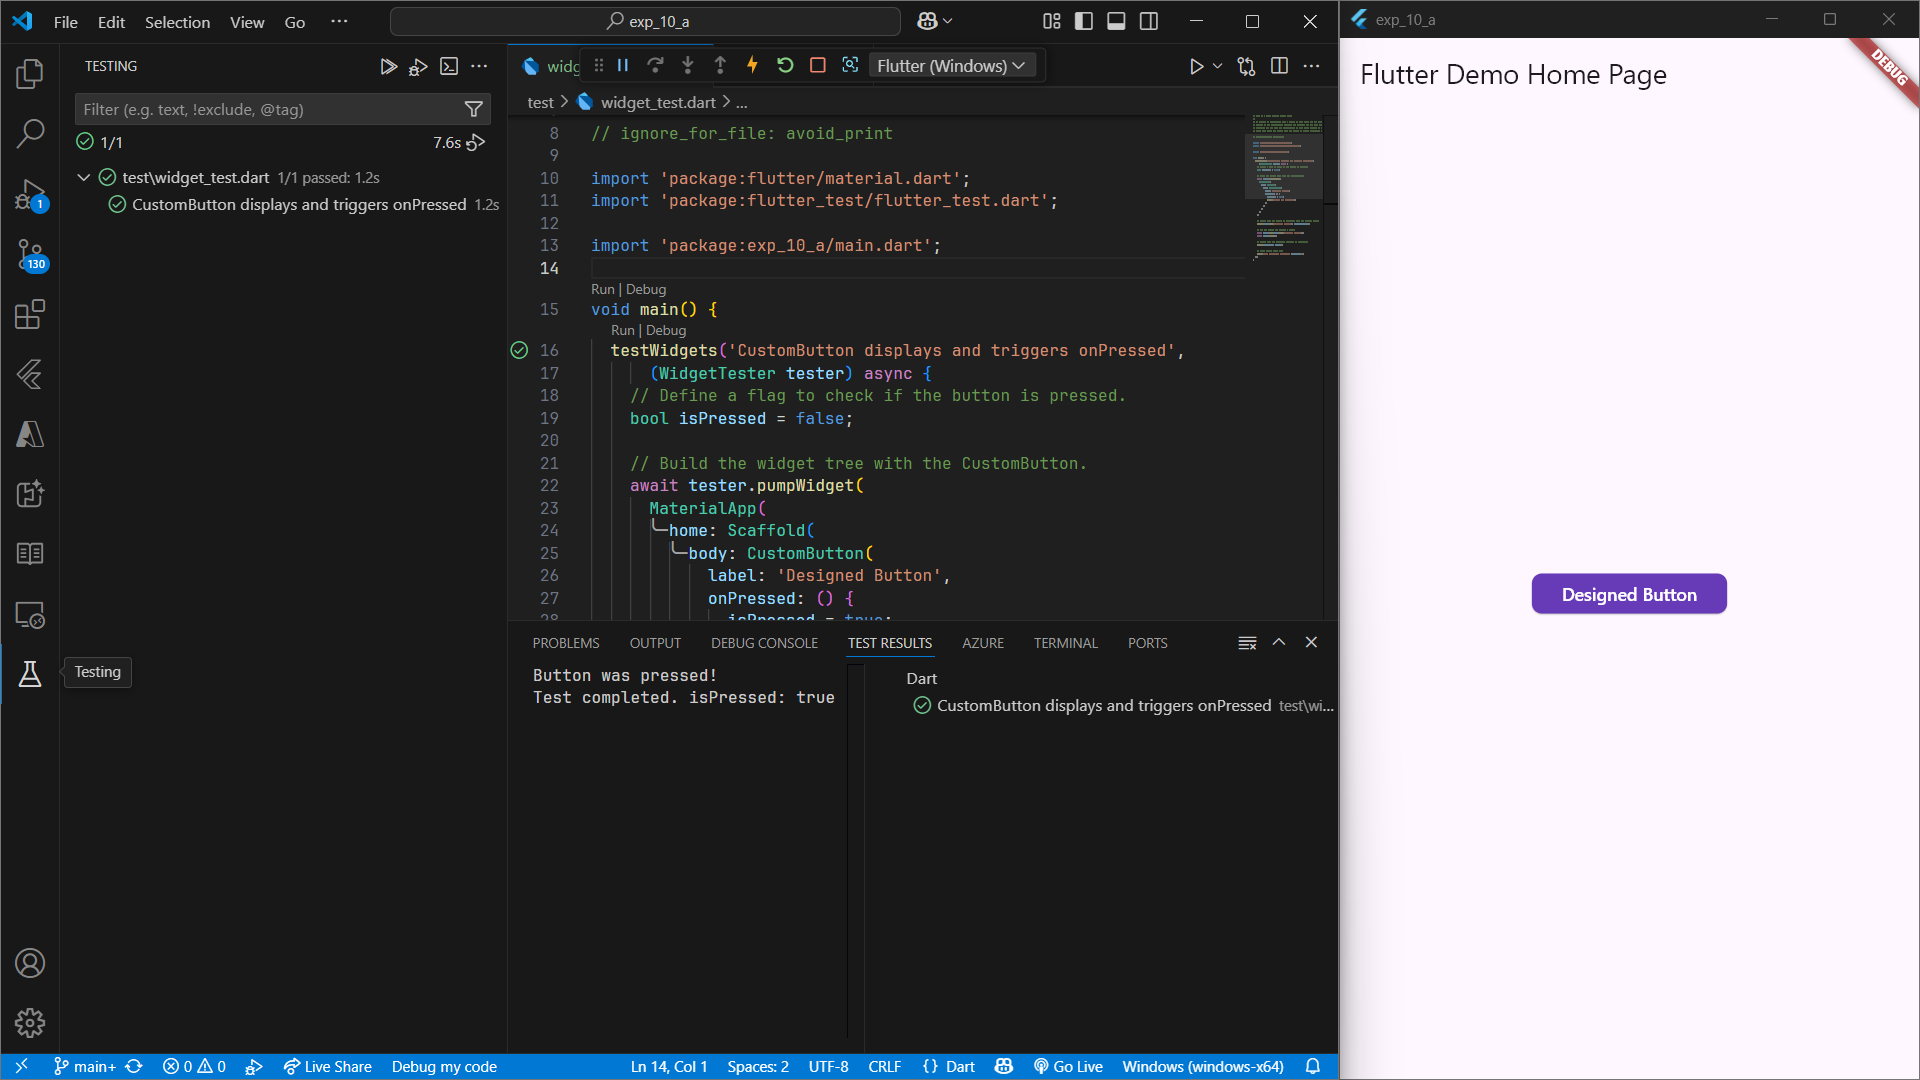 File Edit Selection View Go ···
exp_10_a
TESTING
Filter (e.g. text, !exclude, @tag)
1/1
7.6s
test\widget_test.dart 1/1 passed: 1.2s
CustomButton displays and triggers onPressed 1.2s
1
130
Testing
widg
Flutter (Windows)
test > widget_test.dart > ...
8 // ignore_for_file: avoid_print
9
10 import 'package:flutter/material.dart';
11 import 'package:flutter_test/flutter_test.dart';
12
13 import 'package:exp_10_a/main.dart';
14
Run | Debug
15 void main() {
Run | Debug
16 testWidgets('CustomButton displays and triggers onPressed',
17 (WidgetTester tester) async {
18 // Define a flag to check if the button is pressed.
19 bool isPressed = false;
20
21 // Build the widget tree with the CustomButton.
22 await tester.pumpWidget(
23 MaterialApp(
24 home: Scaffold(
25 body: CustomButton(
26 label: 'Designed Button',
27 onPressed: () {
28 isPressed = true;
PROBLEMS OUTPUT DEBUG CONSOLE TEST RESULTS AZURE TERMINAL PORTS
Button was pressed!
Test completed. isPressed: true
Dart
CustomButton displays and triggers onPressed test\wi...
main+ 0 0 Live Share Debug my code Ln 14, Col 1 Spaces: 2 UTF-8 CRLF {} Dart Go Live Windows (windows-x64)
exp_10_a
Flutter Demo Home Page
DEBUG
Designed Button